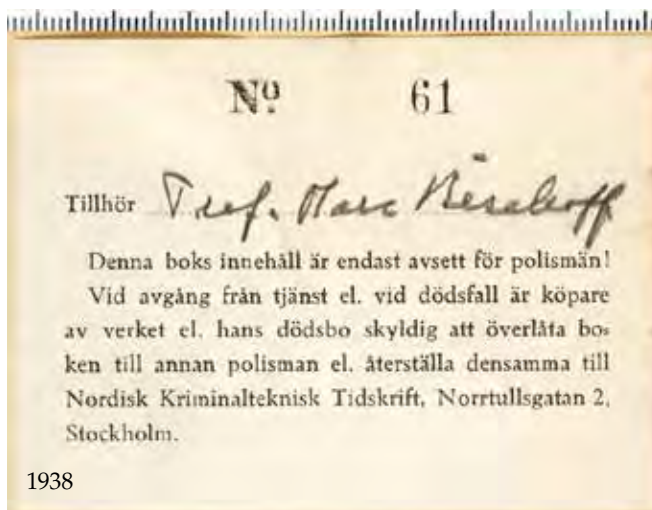 Nº 61
Tillhör Prof. Marc Bischoff
Denna boks innehåll är endast avsett för polismän!
Vid avgång från tjänst el. vid dödsfall är köpare
av verket el. hans dödsbo skyldig att överlåta bo-
ken till annan polisman el. återställa densamma till
Nordisk Kriminalteknisk Tidskrift, Norrtullsgatan 2,
Stockholm.
1938